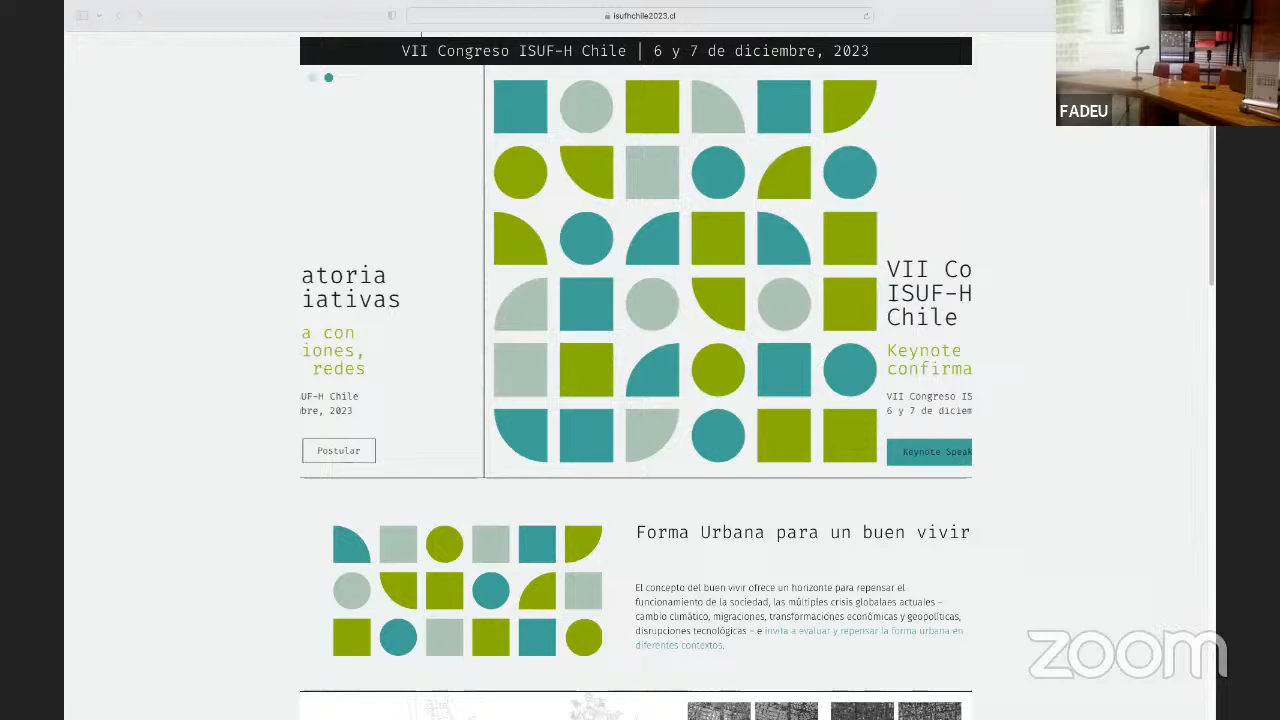 isufhchile2023.cl
VII Congreso ISUF-H Chile | 6 y 7 de diciembre, 2023
FADEU
atoria
iativas
a con
iones,
redes
UF-H Chile
bre, 2023
Postular
VII Co
ISUF-H
Chile
Keynote
confirma
VII Congreso IS
6 y 7 de diciem
Keynote Speak
Forma Urbana para un buen vivir
El concepto del buen vivir ofrece un horizonte para repensar el
funcionamiento de la sociedad, las múltiples crisis globalaes actuales –
cambio climático, migraciones, transformaciones económicas y geopolíticas,
disrupciones tecnológicas – e invita a evaluar y repensar la forma urbana en
diferentes contextos.
zoom